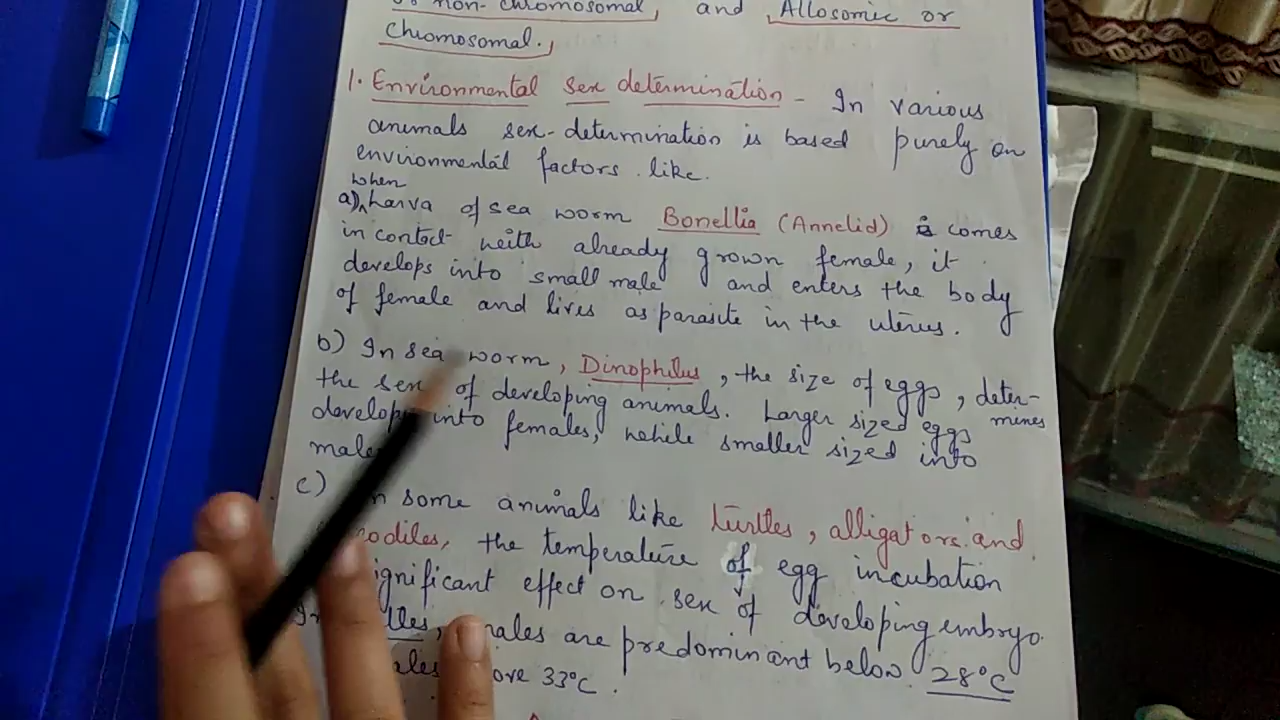 non-chromosomal, and Allosomic or
Chromosomal.,
1. Environmental sex determination - In various
animals sex-determination is based purely on
environmental factors like.
when
a) Larva of sea worm Bonellia (Annelid) comes
in contact with already grown female, it
develops into small male and enters the body
of female and lives as parasite in the uterus.
b) In sea worm, Dinophilus, the size of eggs, deter-
mines
the sex of developing animals. Larger sized eggs
develop into females, while smaller sized into
male
c) some animals like turtles, alligators and
the temperature of egg incubation
effect on sex of developing embryo.
are predominant below 28°C
33°C.